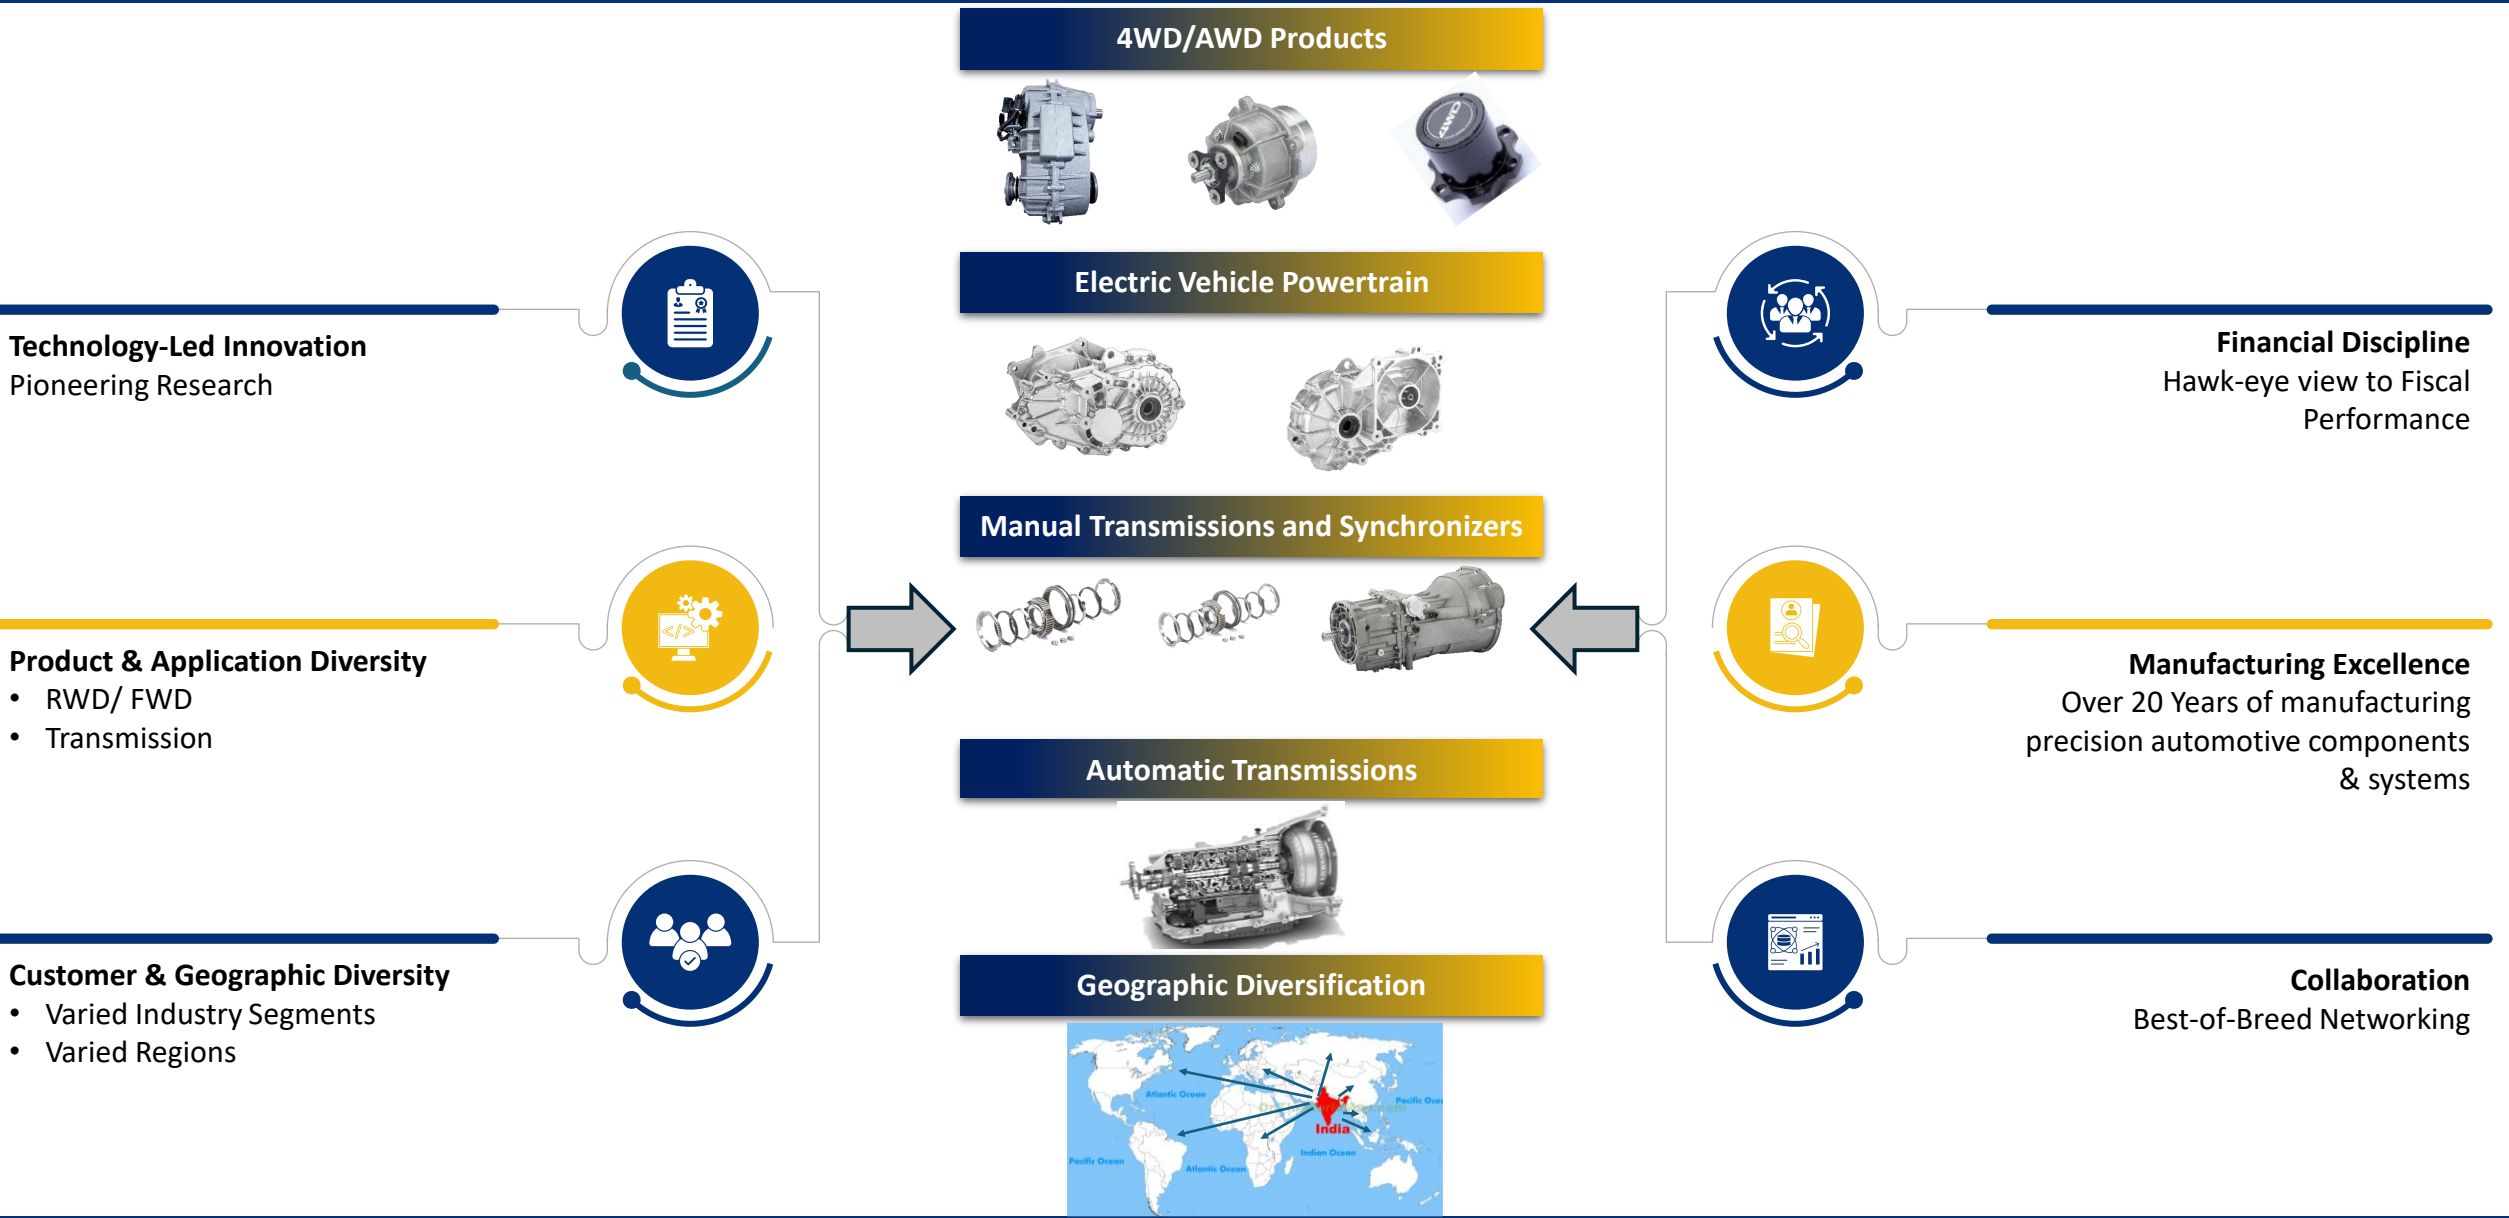 4WD/AWD Products
4WD
Electric Vehicle Powertrain
Technology-Led Innovation
Pioneering Research
Financial Discipline
Hawk-eye view to Fiscal
Performance
Manual Transmissions and Synchronizers
</>
Product & Application Diversity
• RWD/ FWD
• Transmission
Manufacturing Excellence
Over 20 Years of manufacturing
precision automotive components
& systems
Automatic Transmissions
Customer & Geographic Diversity
• Varied Industry Segments
• Varied Regions
Collaboration
Best-of-Breed Networking
Geographic Diversification
Atlantic Ocean
Pacific Ocean
India
Indian Ocean
Pacific Ocean
Atlantic Ocean